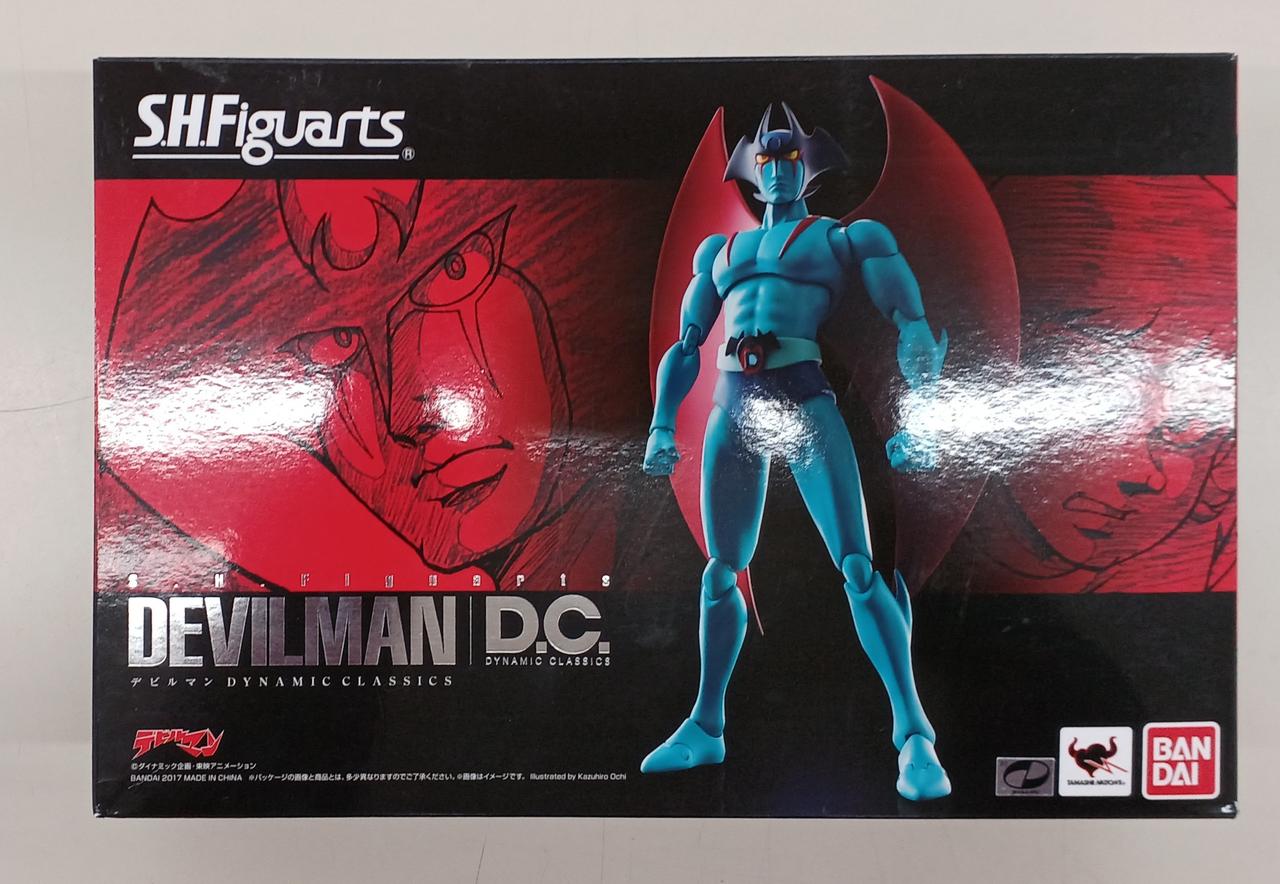 S.H.Figuarts®
S.H.Figuarts
DEVILMAN D.C.
DYNAMIC CLASSICS
デビルマン DYNAMIC CLASSICS
デビルマン
©ダイナミック企画・東映アニメーション
BANDAI 2017 MADE IN CHINA ※パッケージの画像と商品とは、多少異なりますのでご了承ください。※画像はイメージです。 Illustrated by Kazuhiro Ochi
D
TAMASHII NATIONS
BAN
DAI